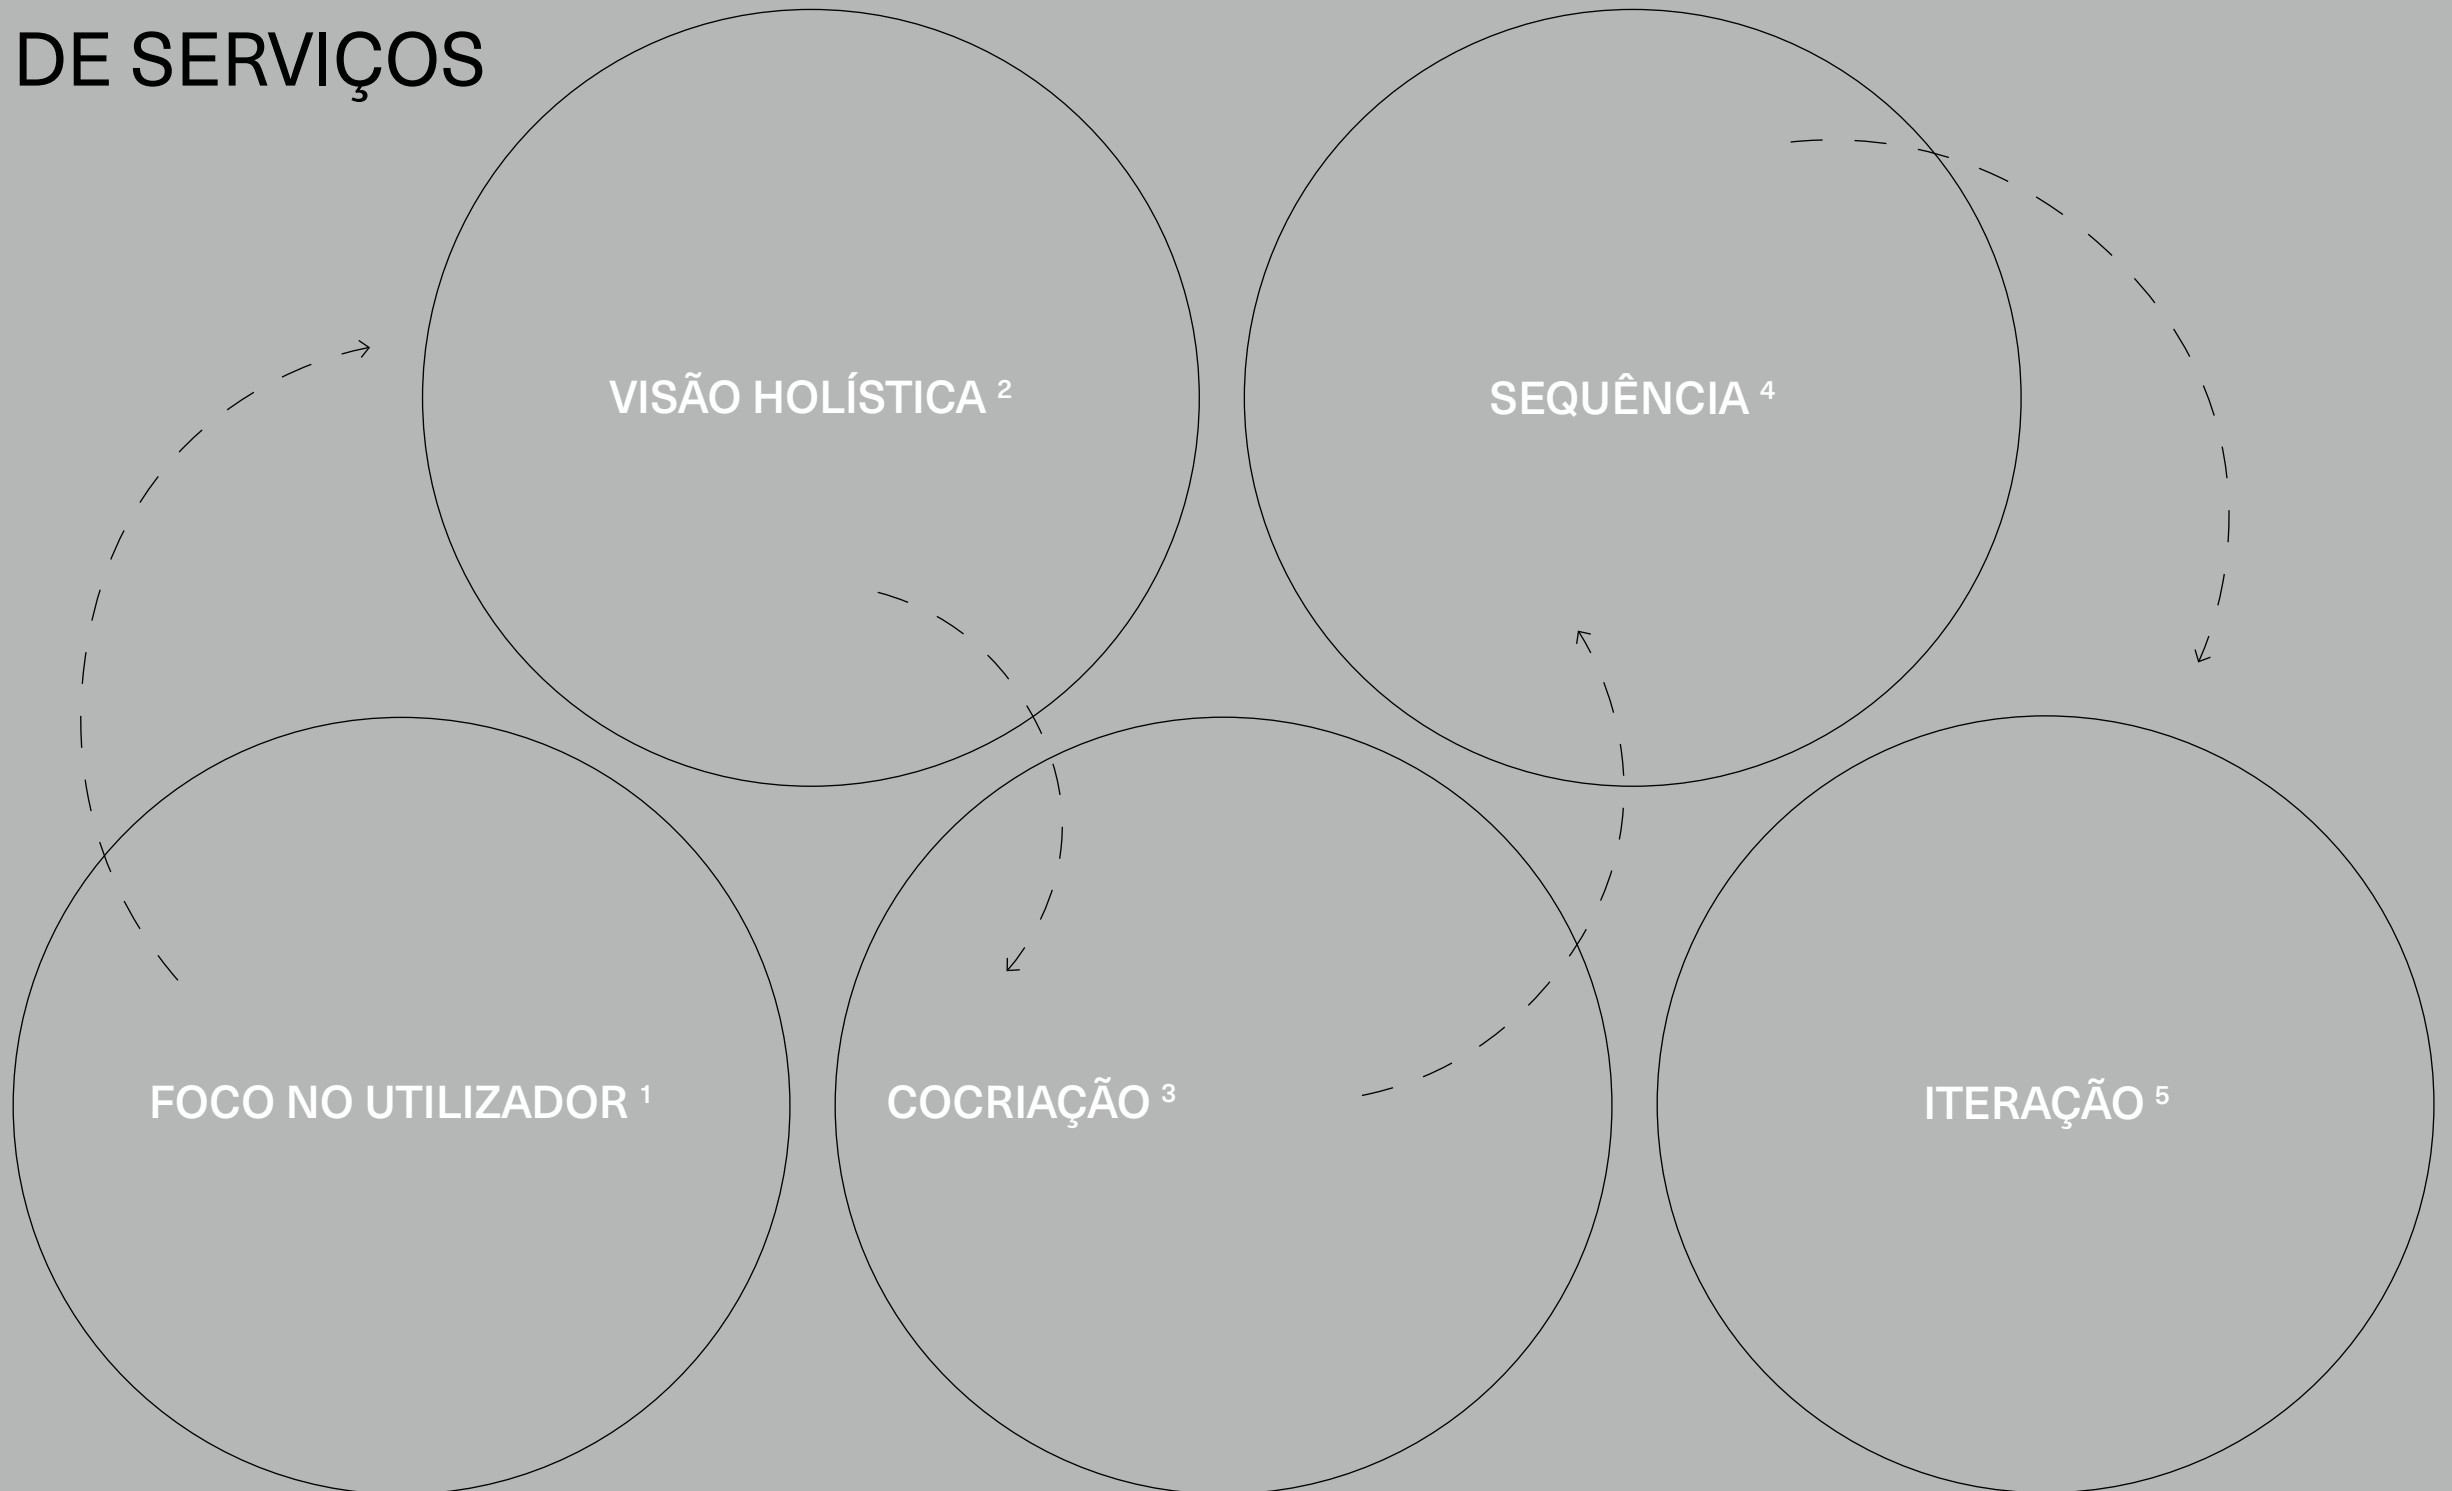 DE SERVIÇOS
VISÃO HOLÍSTICA ²
SEQUÊNCIA ⁴
FOCO NO UTILIZADOR ¹
COCRIAÇÃO ³
ITERAÇÃO ⁵